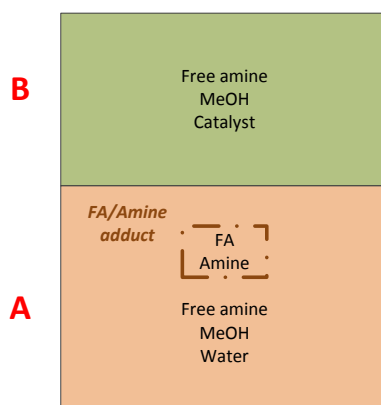 B
Free amine
MeOH
Catalyst
FA/Amine
adduct
FA
Amine
A
Free amine
MeOH
Water